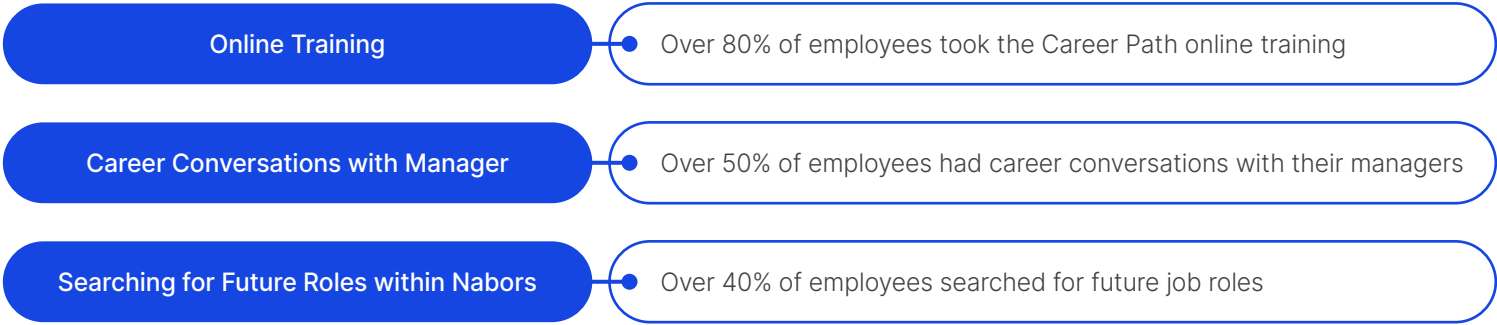 Online Training
Over 80% of employees took the Career Path online training
Career Conversations with Manager
Over 50% of employees had career conversations with their managers
Searching for Future Roles within Nabors
Over 40% of employees searched for future job roles